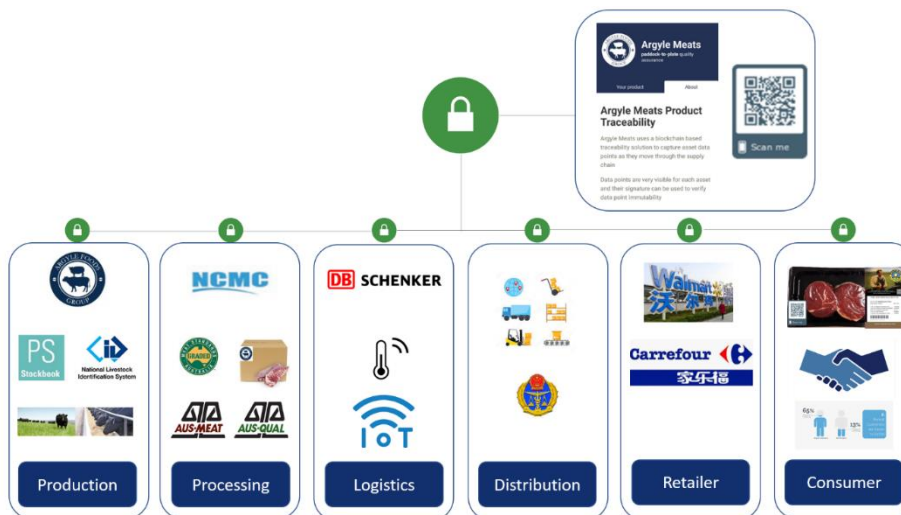 Argyle Meats
paddock-to-plate quality
Your product
About
Argyle Meats Product
Traceability
Argyle Meats uses a blockchain based
traceability solution to capture asset data
points as they move through the supply
chain
Data points are very visible for each asset
and their signature can be used to verify
data point immutability
Scan me
ARGYLE FOODS
GROUP
PS
Stockbook
National Livestock
Identification System
Production
NCMC
GRADED
AUS-MEAT
AUS-QUAL
Processing
DB SCHENKER
IoT
Logistics
Distribution
Walmart
沃尔玛
Carrefour
家乐福
Retailer
65%
15%
Consumer